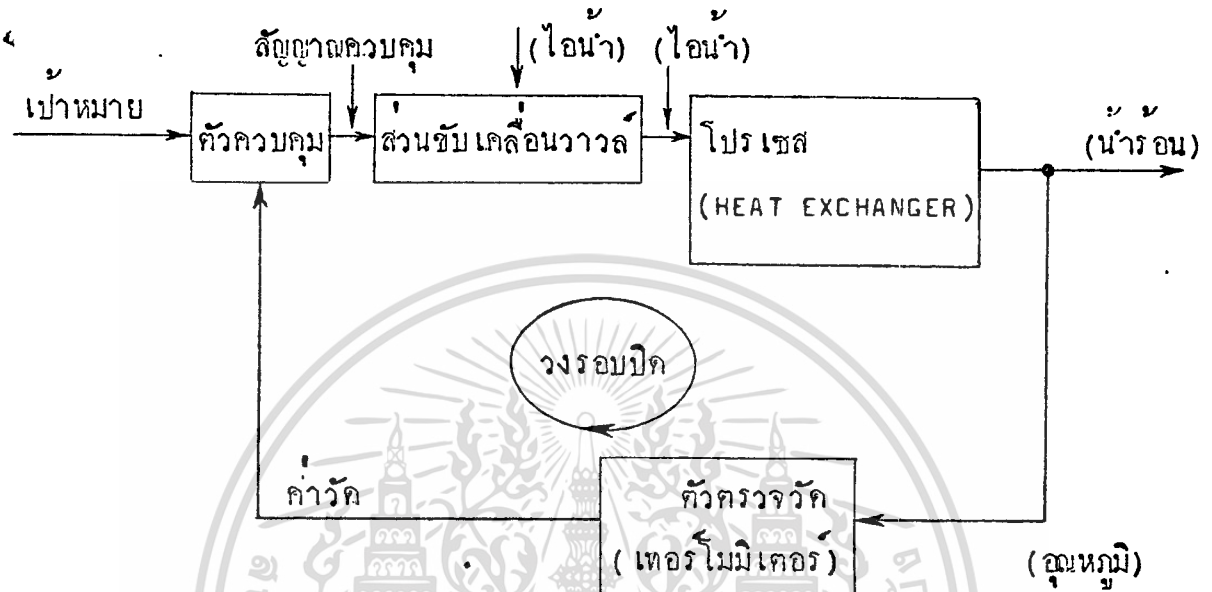 สัญญาณควบคุม
(ไอน้ำ) (ไอน้ำ)
เป้าหมาย
ตัวควบคุม
ส่วนขับเคลื่อนวาวล์
โปรเซส
(HEAT EXCHANGER)
(น้ำร้อน)
วงรอบปิด
ค่าวัด
ตัวตรวจวัด
(เทอร์โมมิเตอร์)
(อุณหภูมิ)